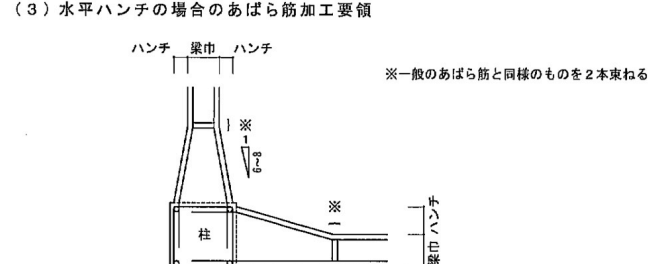 (3)水平ハンチの場合のあばら筋加工要領
ハンチ 梁巾 ハンチ
※一般のあばら筋と同様のものを2本束ねる
※
1
6~8
※
ハンチ
梁巾
柱